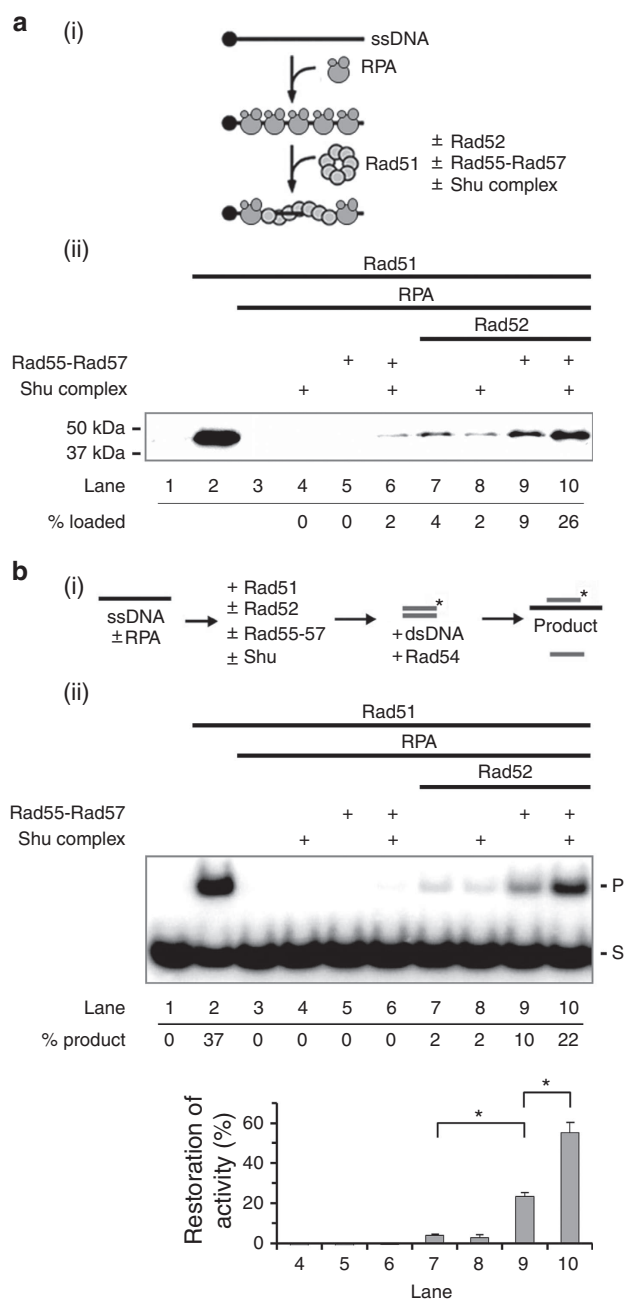 a
(i)
ssDNA
RPA
Rad51
± Rad52
± Rad55-Rad57
± Shu complex
(ii)
Rad51
RPA
Rad52
Rad55-Rad57 + + + +
Shu complex + + + +
50 kDa
37 kDa
Lane 1 2 3 4 5 6 7 8 9 10
% loaded 0 0 2 4 2 9 26
b
(i)
ssDNA
±RPA
+ Rad51
± Rad52
± Rad55-57
± Shu
*
+dsDNA
+Rad54
*
Product
(ii)
Rad51
RPA
Rad52
Rad55-Rad57 + + + +
Shu complex + + + +
P
S
Lane 1 2 3 4 5 6 7 8 9 10
% product 0 37 0 0 0 0 2 2 10 22
Restoration of
activity (%)
60
40
20
0
* *
4 5 6 7 8 9 10
Lane